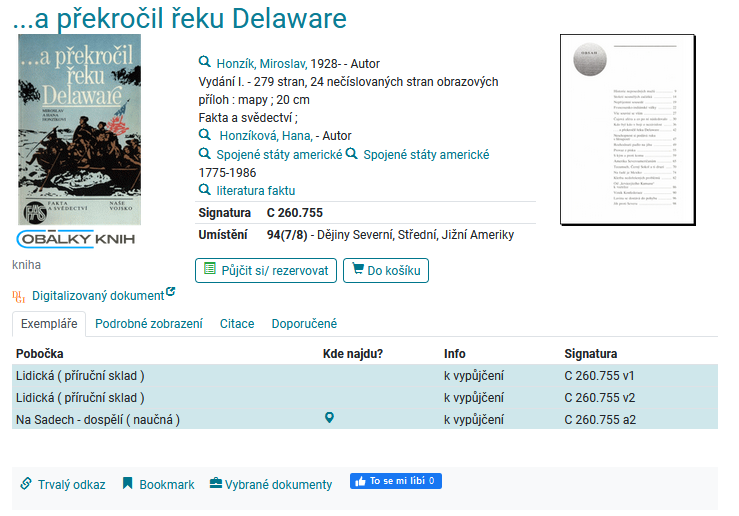 ...a překročil řeku Delaware
...a překročil
řeku
Delaware
MIROSLAV
A HANA
HONZÍKOVI
FAKTA
A SVĚDECTVÍ
NAŠE
VOJSKO
OBÁLKY KNIH
kniha
Digitalizovaný dokument
Honzík, Miroslav, 1928- - Autor
Vydání I. - 279 stran, 24 nečíslovaných stran obrazových
příloh : mapy ; 20 cm
Fakta a svědectví ;
Honzíková, Hana, - Autor
Spojené státy americké Spojené státy americké
1775-1986
literatura faktu
Signatura C 260.755
Umístění 94(7/8) - Dějiny Severní, Střední, Jižní Ameriky
Půjčit si/ rezervovat Do košíku
Exempláře Podrobné zobrazení Citace Doporučené
Pobočka Kde najdu? Info Signatura
Lidická ( příruční sklad ) k vypůjčení C 260.755 v1
Lidická ( příruční sklad ) k vypůjčení C 260.755 v2
Na Sadech - dospělí ( naučná ) k vypůjčení C 260.755 a2
Trvalý odkaz Bookmark Vybrané dokumenty To se mi líbí 0